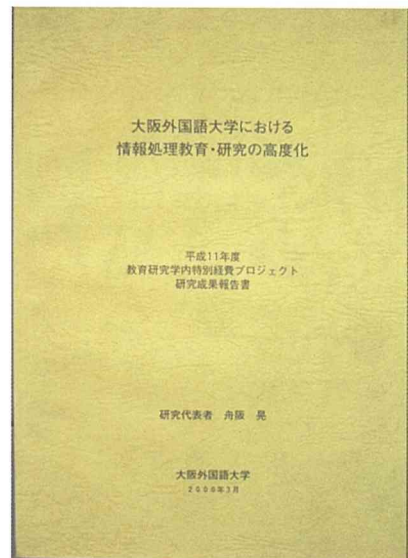 大阪外国語大学における
情報処理教育・研究の高度化
平成11年度
教育研究学内特別経費プロジェクト
研究成果報告書
研究代表者　舟阪　晃
大阪外国語大学
2000年3月